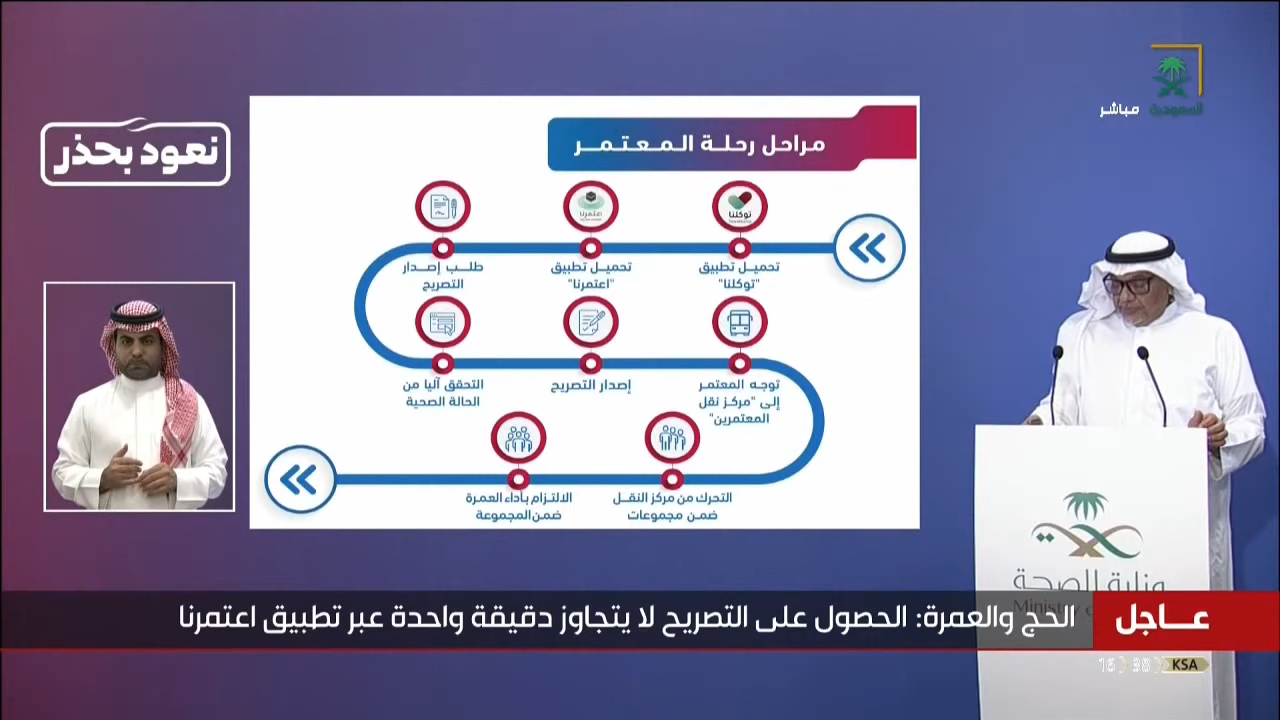 السعودية
مباشر
نعود بحذر
مراحل رحلة المعتمر
توكلنا
اعتمرنا
تحميل تطبيق
"توكلنا"
تحميل تطبيق
"اعتمرنا"
طلب إصدار
التصريح
التحقق آليا من
الحالة الصحية
إصدار التصريح
توجه المعتمر
إلى "مركز نقل
المعتمرين"
التحرك من مركز النقل
ضمن مجموعات
الالتزام بأداء العمرة
ضمن المجموعة
وزارة الصحة
عاجل
الحج والعمرة: الحصول على التصريح لا يتجاوز دقيقة واحدة عبر تطبيق اعتمرنا
16 38 KSA